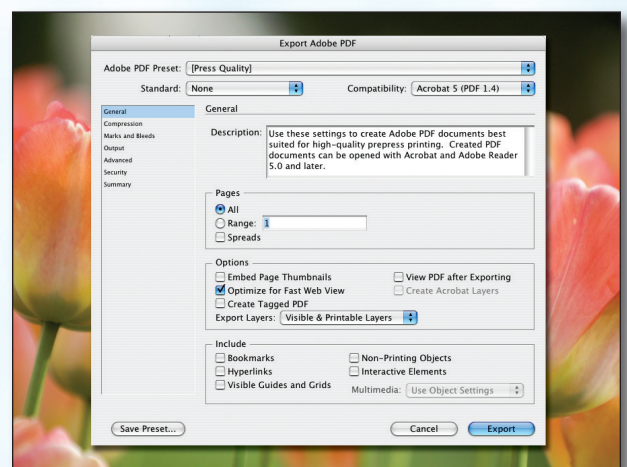 Export Adobe PDF
Adobe PDF Preset: [Press Quality]
Standard: None Compatibility: Acrobat 5 (PDF 1.4)
General
Compression
Marks and Bleeds
Output
Advanced
Security
Summary
General
Description: Use these settings to create Adobe PDF documents best
suited for high-quality prepress printing. Created PDF
documents can be opened with Acrobat and Adobe Reader
5.0 and later.
Pages
All
Range: 1
Spreads
Options
Embed Page Thumbnails View PDF after Exporting
Optimize for Fast Web View Create Acrobat Layers
Create Tagged PDF
Export Layers: Visible & Printable Layers
Include
Bookmarks Non-Printing Objects
Hyperlinks Interactive Elements
Visible Guides and Grids Multimedia: Use Object Settings
Save Preset... Cancel Export